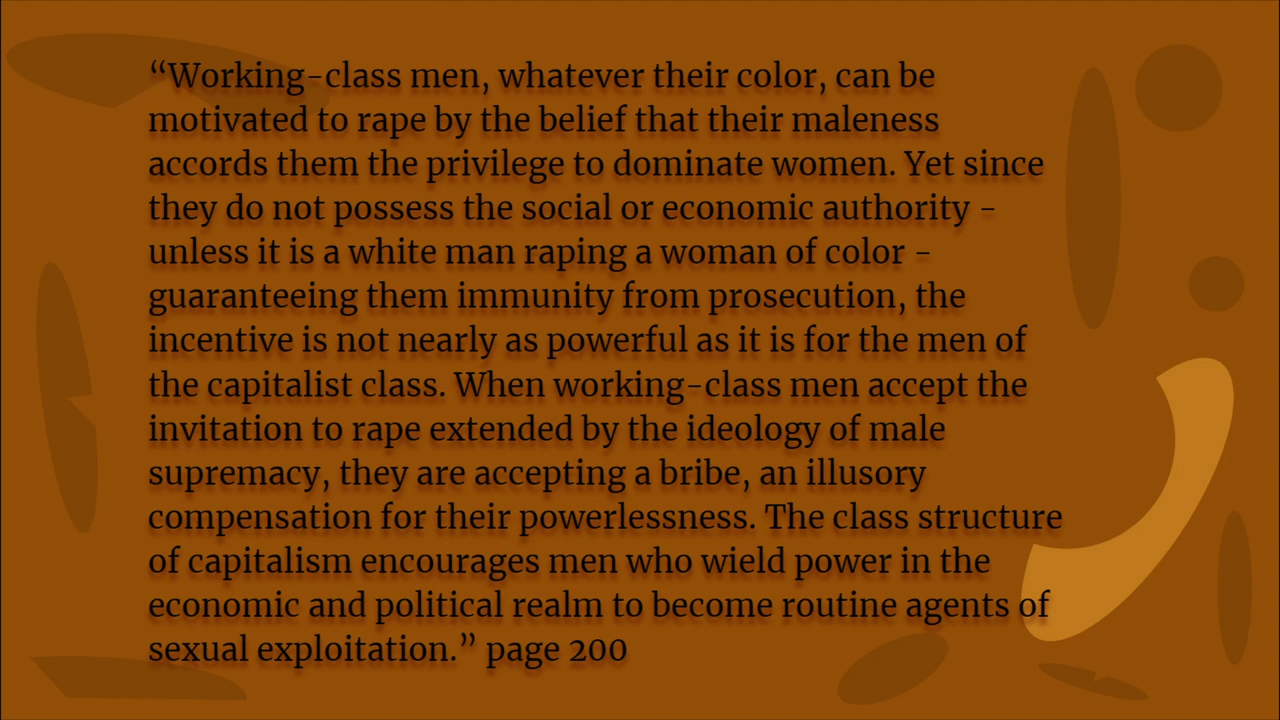 “Working-class men, whatever their color, can be
motivated to rape by the belief that their maleness
accords them the privilege to dominate women. Yet since
they do not possess the social or economic authority -
unless it is a white man raping a woman of color -
guaranteeing them immunity from prosecution, the
incentive is not nearly as powerful as it is for the men of
the capitalist class. When working-class men accept the
invitation to rape extended by the ideology of male
supremacy, they are accepting a bribe, an illusory
compensation for their powerlessness. The class structure
of capitalism encourages men who wield power in the
economic and political realm to become routine agents of
sexual exploitation.” page 200